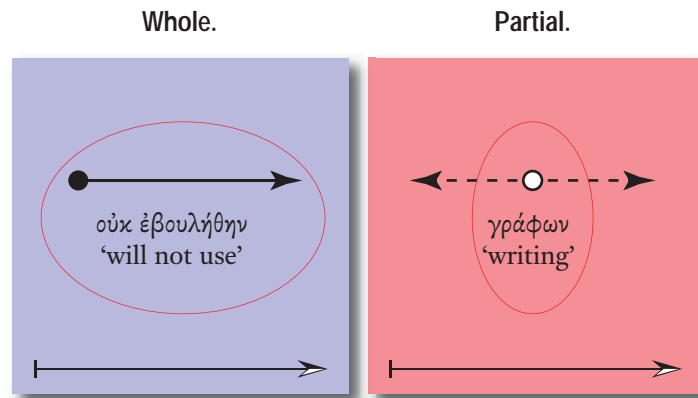 Whole.
Partial.
οὐκ ἐβουλήθην
‘will not use’
γράφων
‘writing’